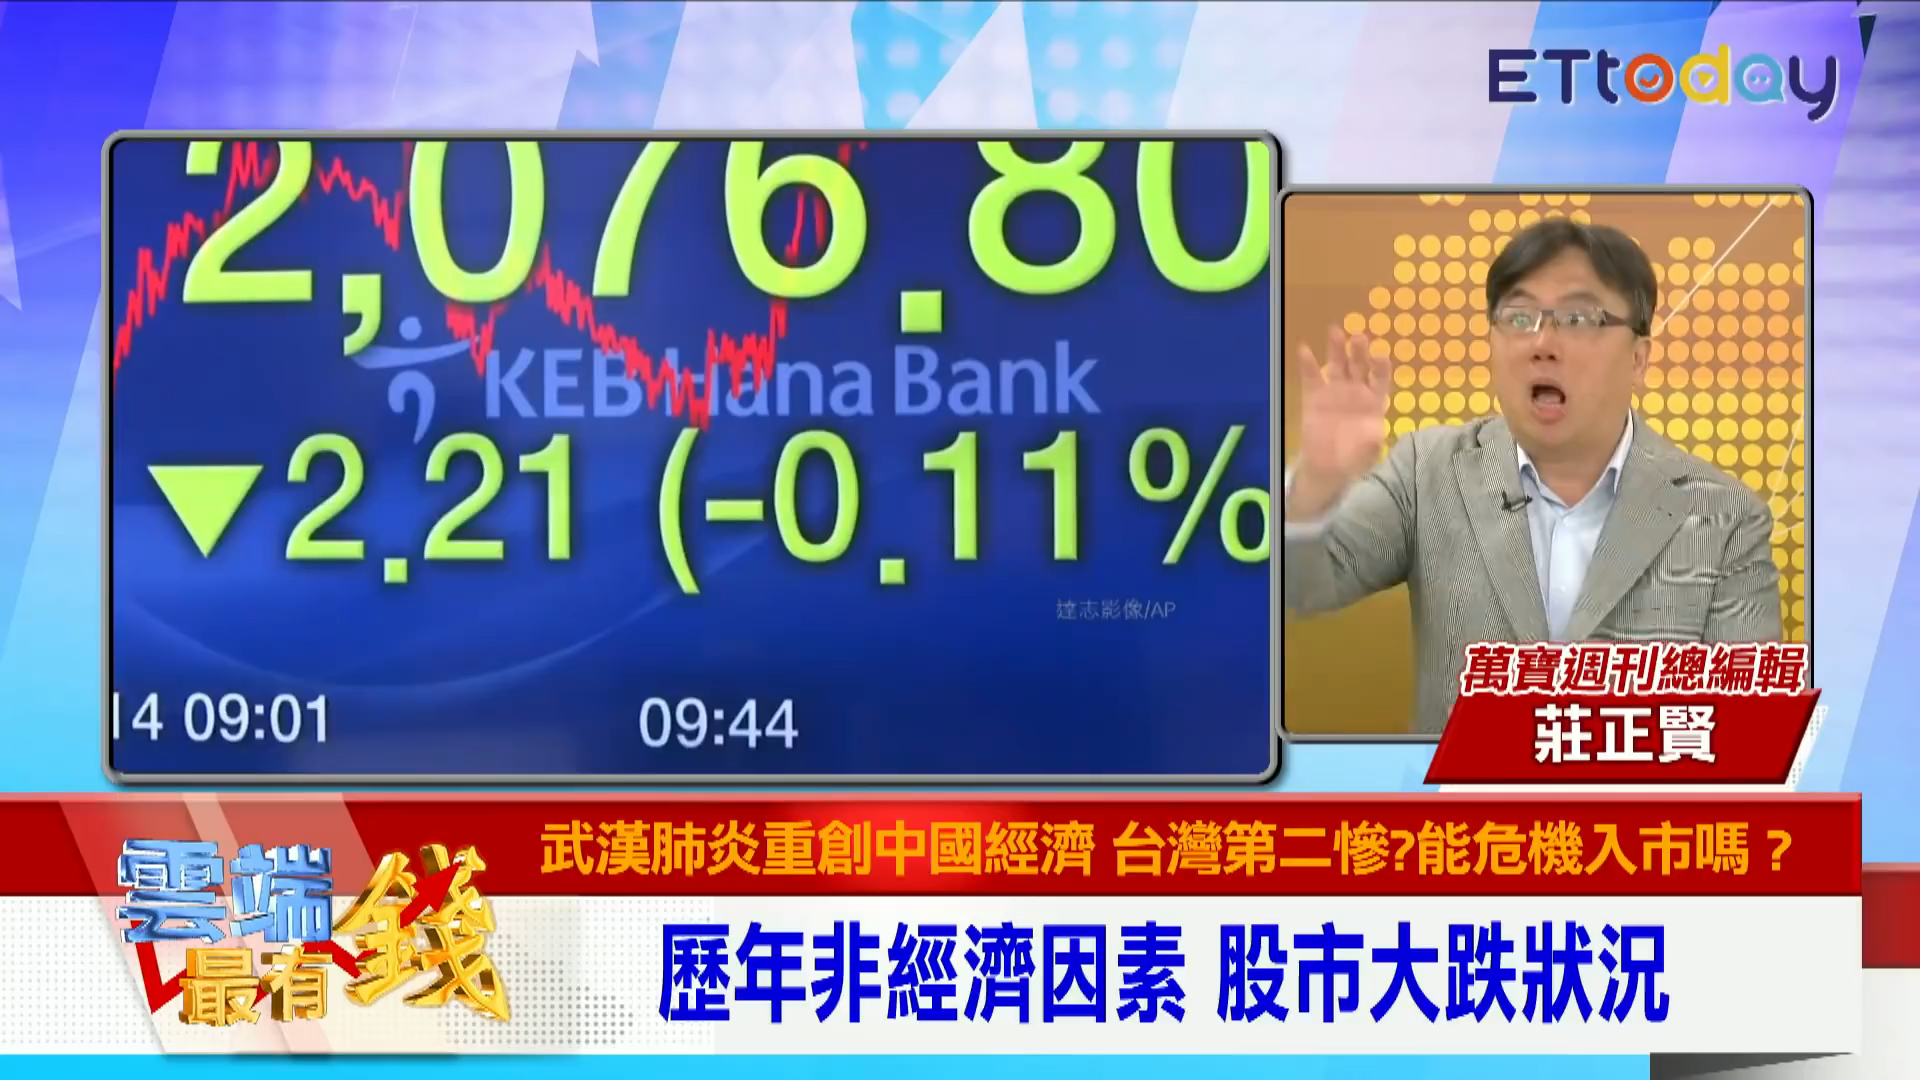 ETtoday
2,076.80
KEB Hana Bank
▼2.21 (-0.11%
達志影像/AP
14 09:01
09:44
萬寶週刊總編輯
莊正賢
武漢肺炎重創中國經濟 台灣第二慘?能危機入市嗎？
雲端最有錢
歷年非經濟因素 股市大跌狀況